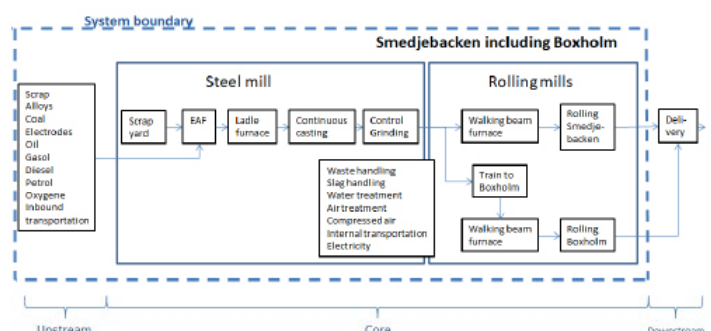 System boundary
Smedjebacken including Boxholm
Steel mill
Rolling mills
Scrap
Alloys
Coal
Electrodes
Oil
Gasol
Diesel
Petrol
Oxygene
Inbound
transportation
Scrap
yard
EAF
Ladle
furnace
Continuous
casting
Control
Grinding
Walking beam
furnace
Rolling
Smedje-
backen
Deli-
very
Waste handling
Slag handling
Water treatment
Air treatment
Compressed air
Internal transportation
Electricity
Train to
Boxholm
Walking beam
furnace
Rolling
Boxholm
Upstream
Core
Downstream